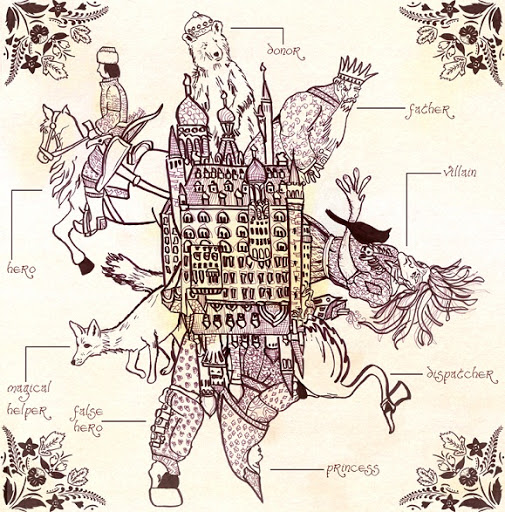 donor
father
villain
hero
dispatcher
magical
helper
false
hero
princess